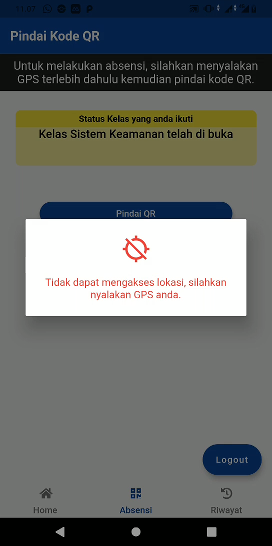 Pindai Kode QR
Untuk melakukan absensi, silahkan menyalakan
GPS terlebih dahulu kemudian pindai kode QR.
Status Kelas yang anda ikuti
Kelas Sistem Keamanan telah di buka
Pindai QR
Tidak dapat mengakses lokasi, silahkan
nyalakan GPS anda.
Logout
Home
Absensi
Riwayat